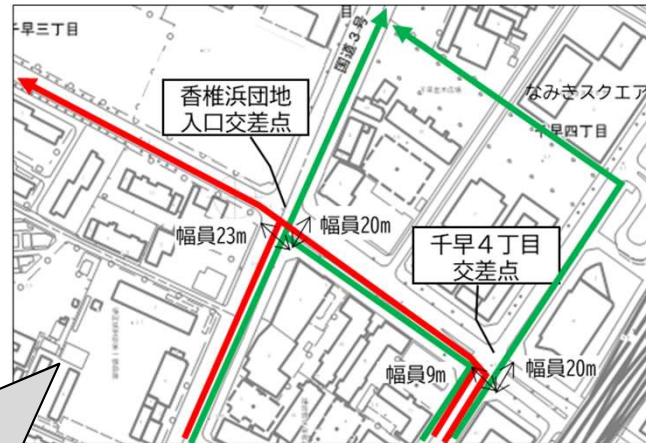 千早三丁目
国道３号
目
香椎浜団地
入口交差点
なみきスクエア
千早四丁目
幅員23m
幅員20m
千早４丁目
交差点
幅員9m
幅員20m